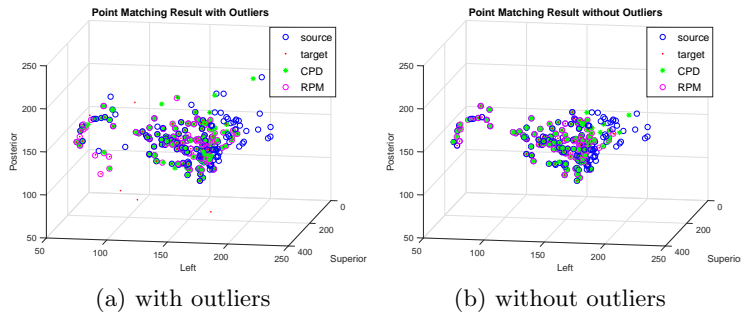 Point Matching Result with Outliers
source
target
CPD
RPM
250
200
150
100
50
Posterior
50
100
150
200
250
Left
0
200
400
Superior
(a) with outliers
Point Matching Result without Outliers
source
target
CPD
RPM
250
200
150
100
50
Posterior
50
100
150
200
250
Left
0
200
400
Superior
(b) without outliers